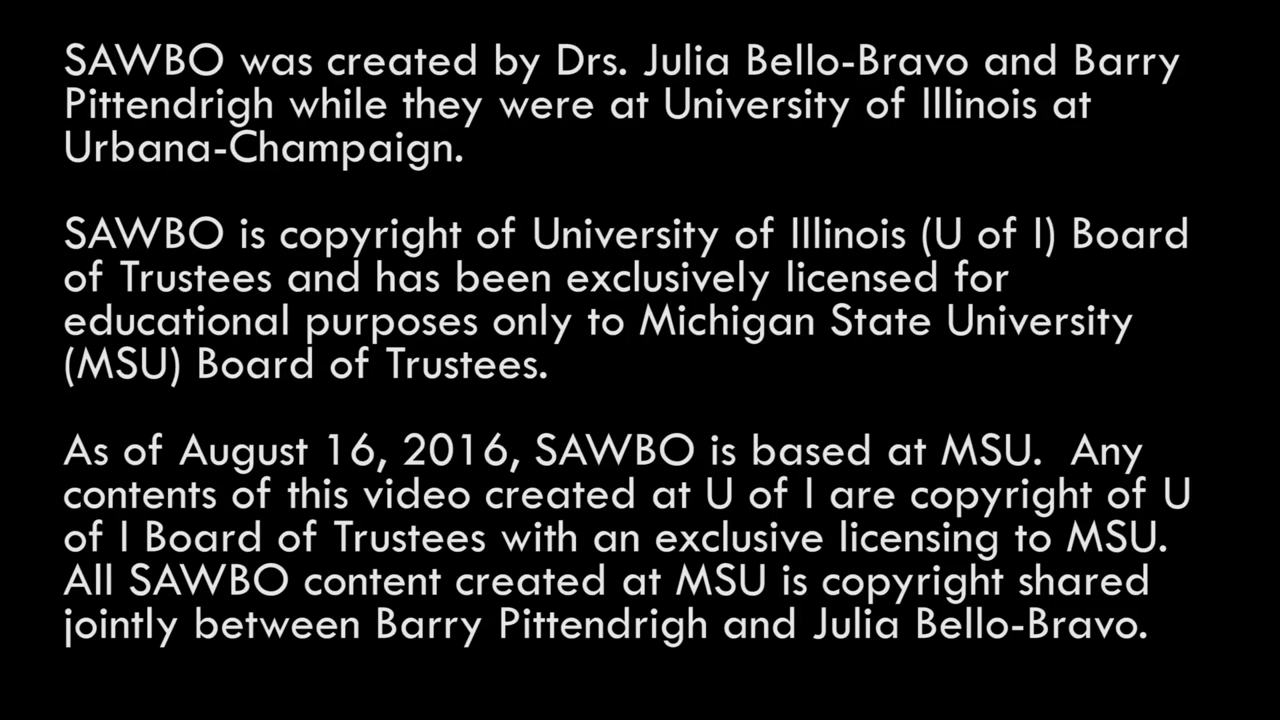 SAWBO was created by Drs. Julia Bello-Bravo and Barry
Pittendrigh while they were at University of Illinois at
Urbana-Champaign.
SAWBO is copyright of University of Illinois (U of I) Board
of Trustees and has been exclusively licensed for
educational purposes only to Michigan State University
(MSU) Board of Trustees.
As of August 16, 2016, SAWBO is based at MSU.  Any
contents of this video created at U of I are copyright of U
of I Board of Trustees with an exclusive licensing to MSU.
All SAWBO content created at MSU is copyright shared
jointly between Barry Pittendrigh and Julia Bello-Bravo.